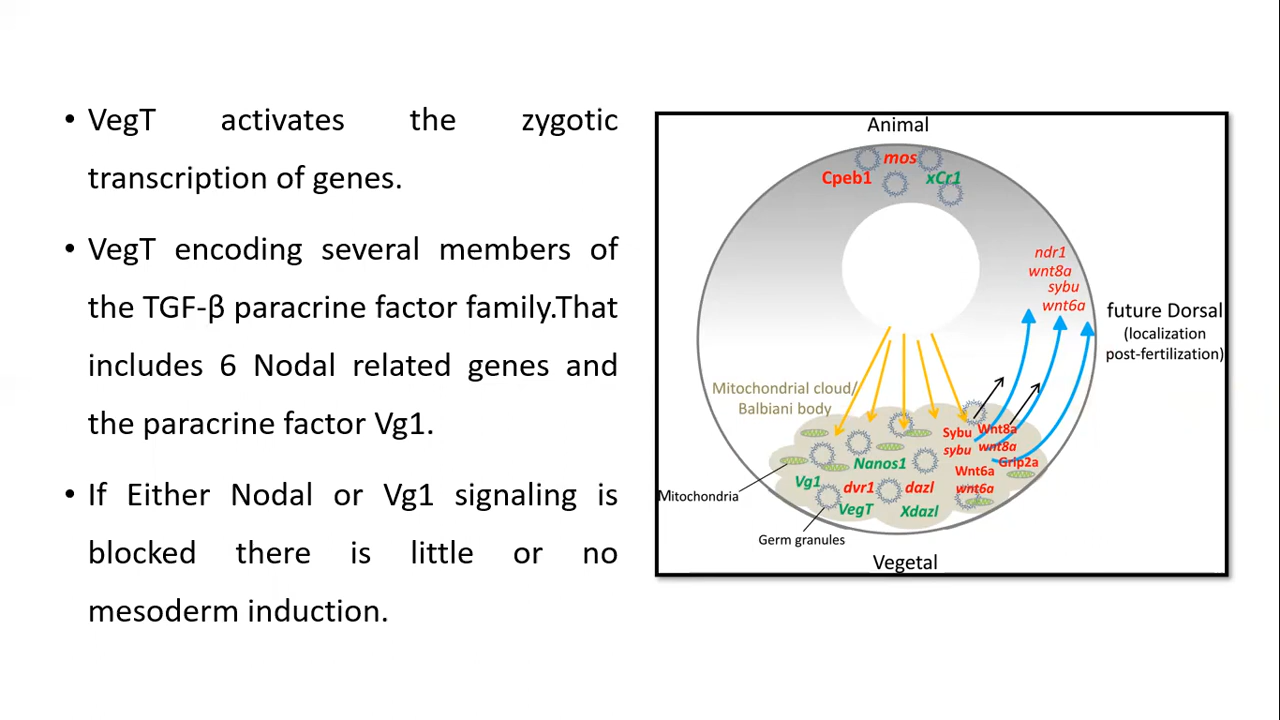 • VegT activates the zygotic
transcription of genes.
• VegT encoding several members of
the TGF-β paracrine factor family.That
includes 6 Nodal related genes and
the paracrine factor Vg1.
• If Either Nodal or Vg1 signaling is
blocked there is little or no
mesoderm induction.
Animal
mos
Cpeb1
xCr1
ndr1
wnt8a
sybu
wnt6a
future Dorsal
(localization
post-fertilization)
Mitochondrial cloud/
Balbiani body
Sybu Wnt8a
sybu wnt8a
Nanos1
Grip2a
Wnt6a
Vg1
dvr1
dazl
wnt6a
Mitochondria
VegT
Xdazl
Germ granules
Vegetal